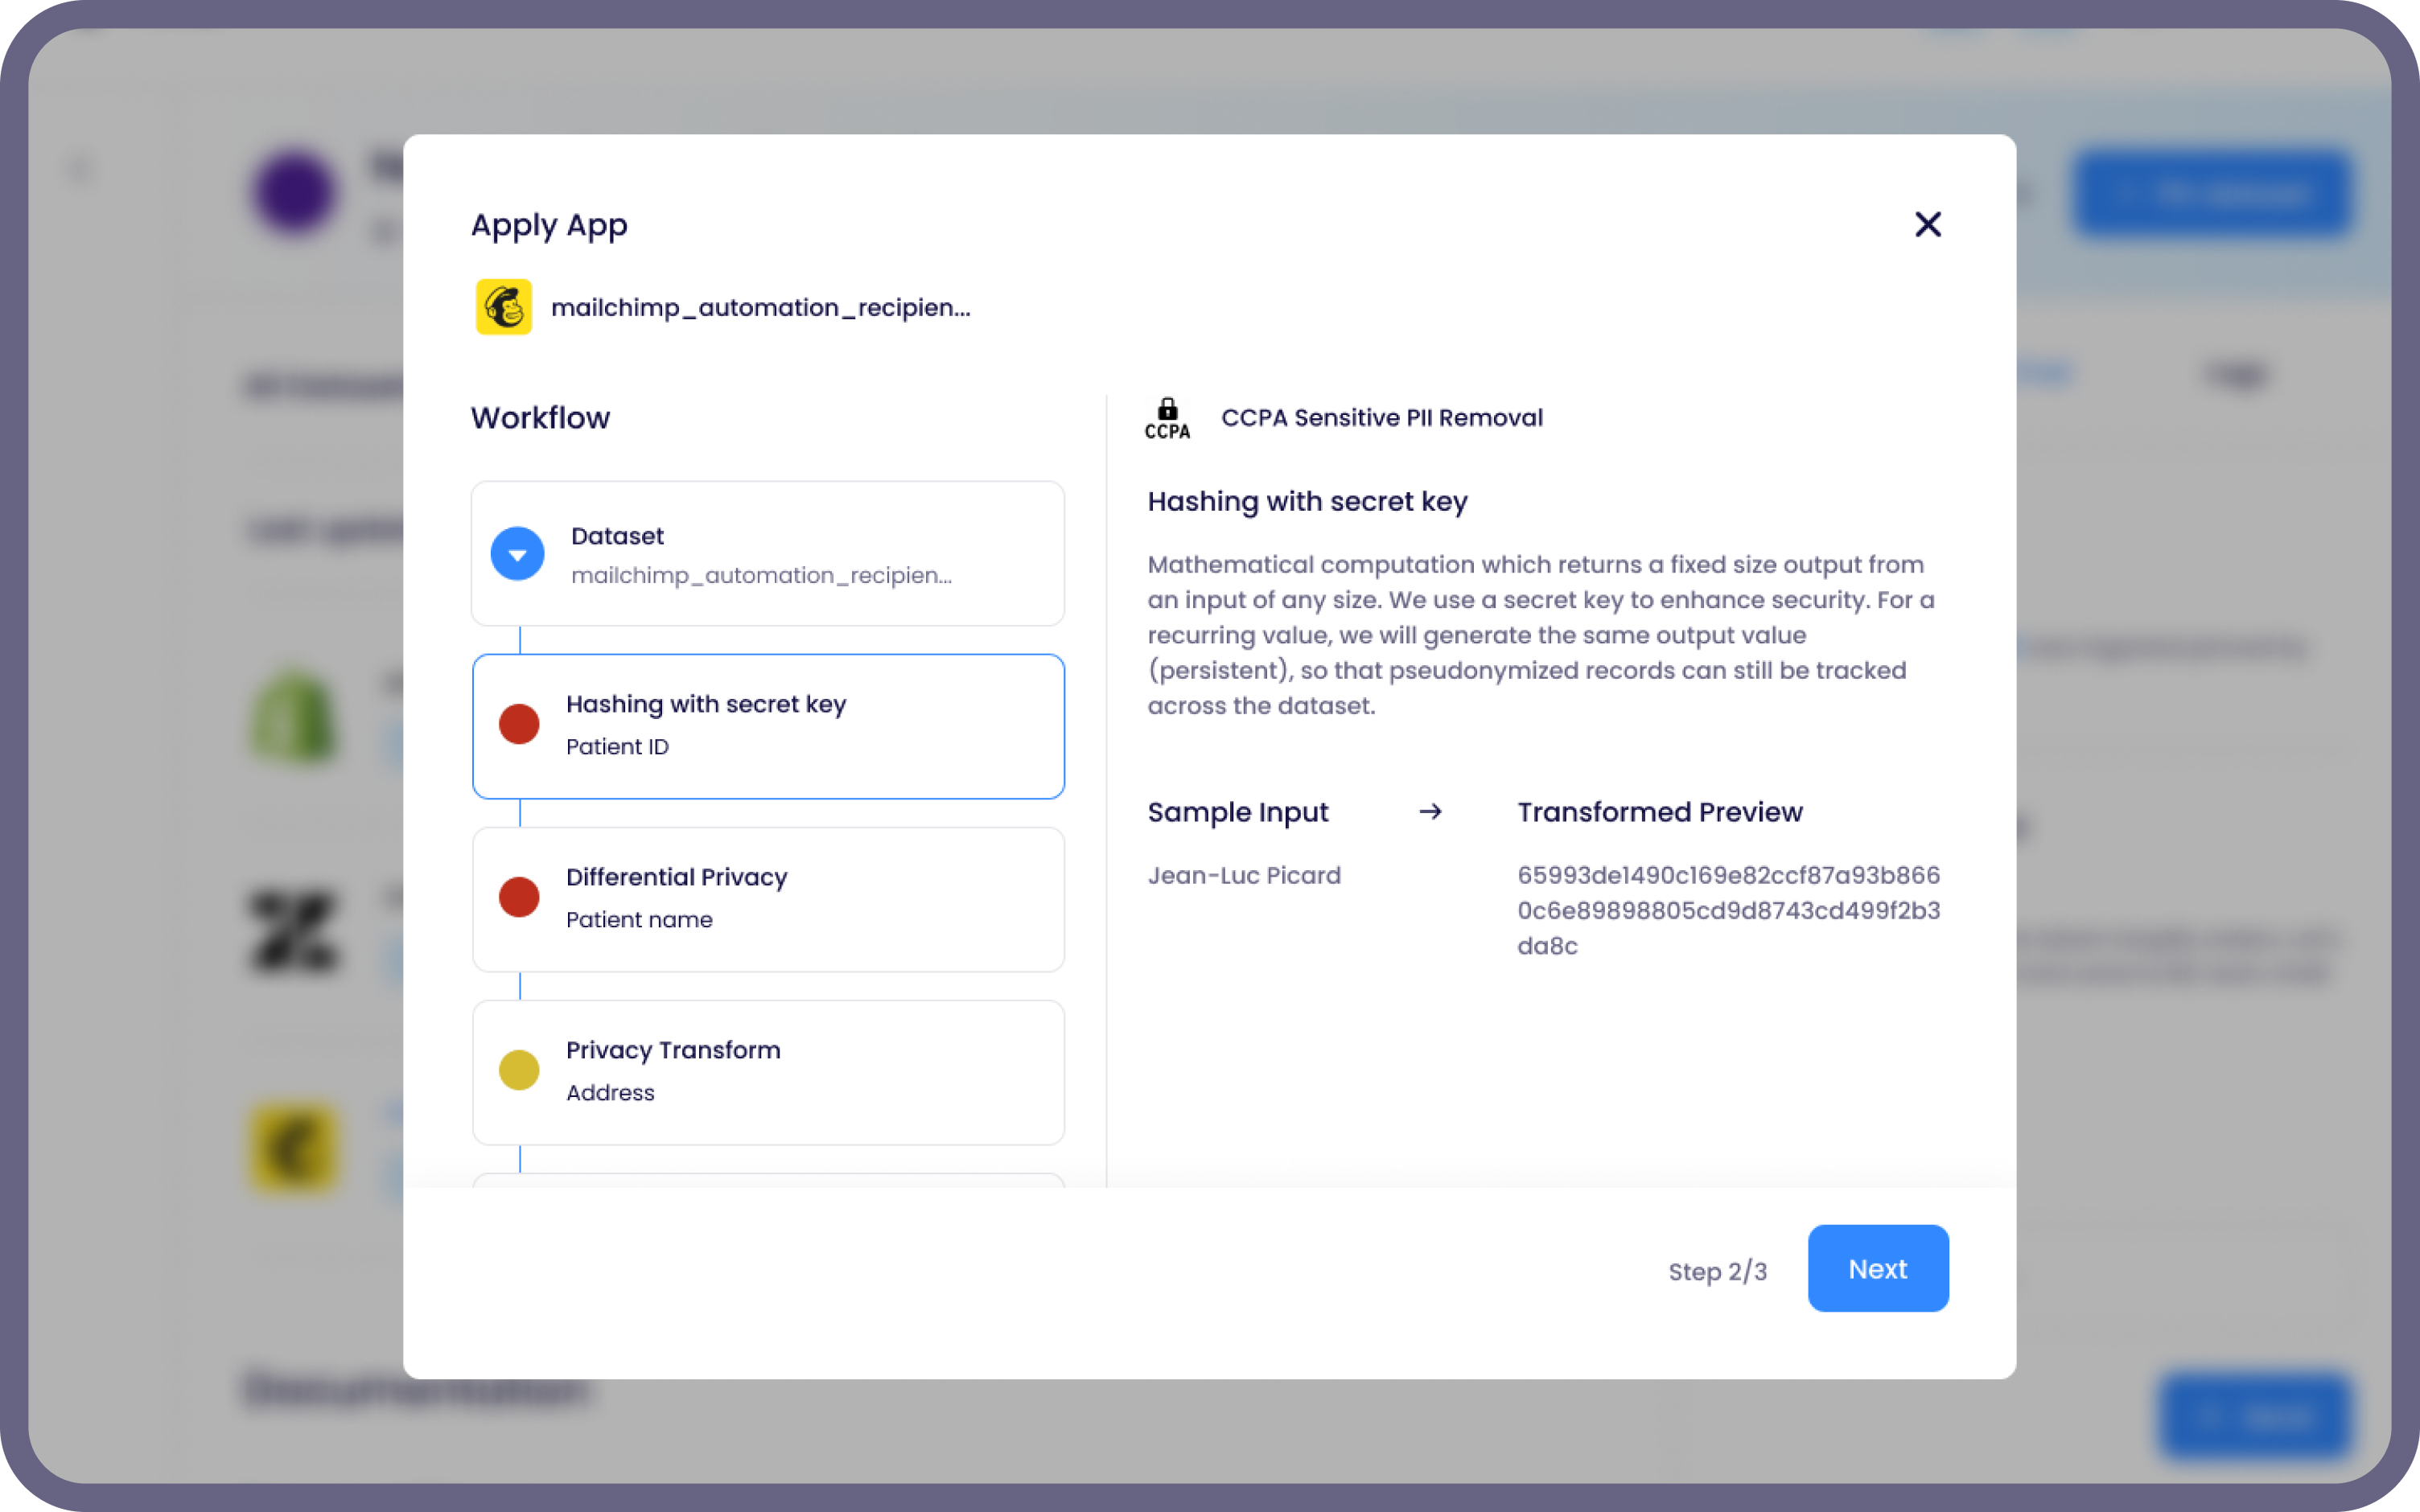 Apply App
mailchimp_automation_recipien...
Workflow
Dataset
mailchimp_automation_recipien...
Hashing with secret key
Patient ID
Differential Privacy
Patient name
Privacy Transform
Address
CCPA
CCPA Sensitive PII Removal
Hashing with secret key
Mathematical computation which returns a fixed size output from
an input of any size. We use a secret key to enhance security. For a
recurring value, we will generate the same output value
(persistent), so that pseudonymized records can still be tracked
across the dataset.
Sample Input → Transformed Preview
Jean-Luc Picard
65993de1490c169e82ccf87a93b866
0c6e89898805cd9d8743cd499f2b3
da8c
Step 2/3
Next
Documentation